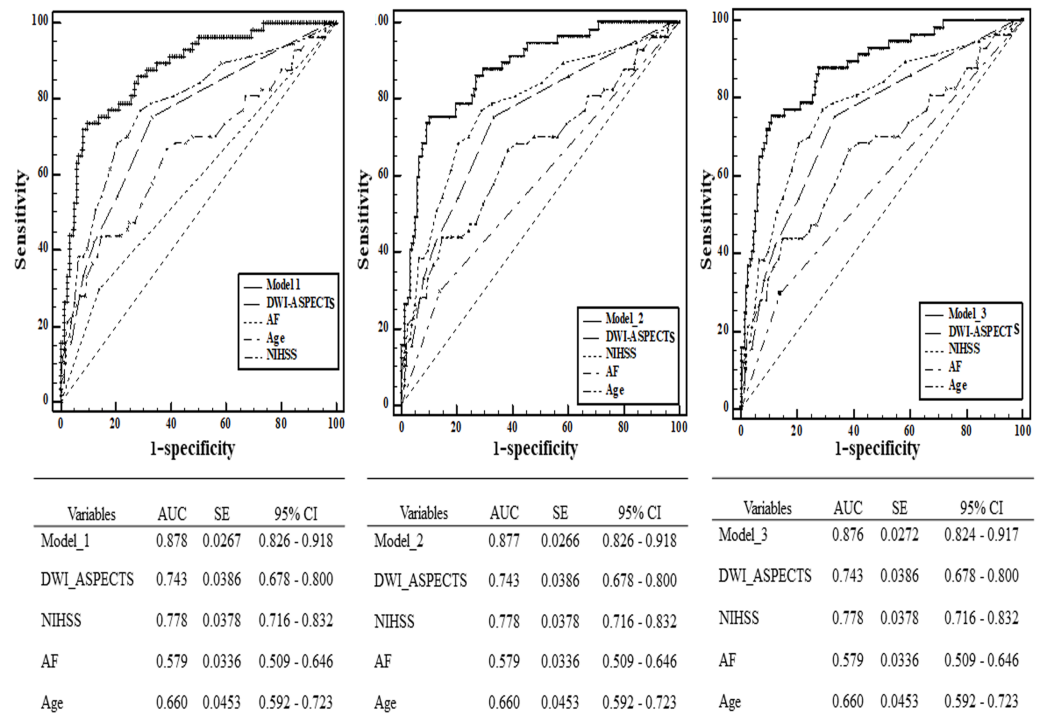 100
80
60
40
20
0
Sensitivity
0 20 40 60 80 100
1-specificity
Model 1
DWI-ASPECTS
AF
Age
NIHSS
.00
80
60
40
20
.0
Sensitivity
0 20 40 60 80 100
1-specificity
Model_2
DWI-ASPECTS
NIHSS
AF
Age
100
80
60
40
20
0
Sensitivity
0 20 40 60 80 100
1-specificity
Model_3
DWI-ASPECTS
NIHSS
AF
Age
Variables AUC SE 95% CI
Model_1 0.878 0.0267 0.826 - 0.918
DWI_ASPECTS 0.743 0.0386 0.678 - 0.800
NIHSS 0.778 0.0378 0.716 - 0.832
AF 0.579 0.0336 0.509 - 0.646
Age 0.660 0.0453 0.592 - 0.723
Variables AUC SE 95% CI
Model_2 0.877 0.0266 0.826 - 0.918
DWI_ASPECTS 0.743 0.0386 0.678 - 0.800
NIHSS 0.778 0.0378 0.716 - 0.832
AF 0.579 0.0336 0.509 - 0.646
Age 0.660 0.0453 0.592 - 0.723
Variables AUC SE 95% CI
Model_3 0.876 0.0272 0.824 - 0.917
DWI_ASPECTS 0.743 0.0386 0.678 - 0.800
NIHSS 0.778 0.0378 0.716 - 0.832
AF 0.579 0.0336 0.509 - 0.646
Age 0.660 0.0453 0.592 - 0.723